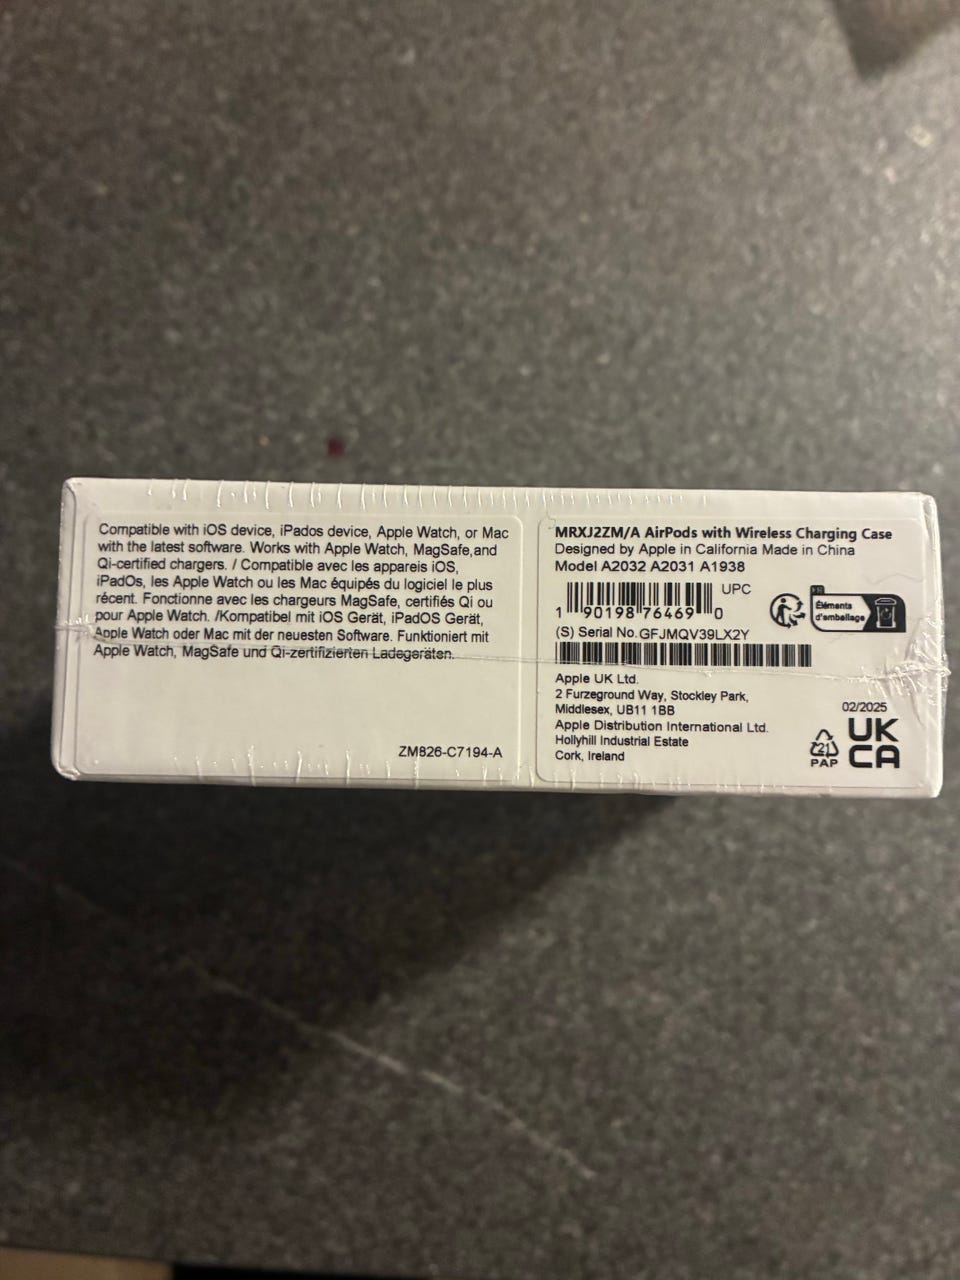 Compatible with iOS device, iPados device, Apple Watch, or Mac
with the latest software. Works with Apple Watch, MagSafe,and
Qi-certified chargers. / Compatible avec les appareis iOS,
iPadOs, les Apple Watch ou les Mac équipés du logiciel le plus
récent. Fonctionne avec les chargeurs MagSafe, certifiés Qi ou
pour Apple Watch. /Kompatibel mit iOS Gerät, iPadOS Gerät,
Apple Watch oder Mac mit der neuesten Software. Funktioniert mit
Apple Watch, MagSafe und Qi-zertifizierten Ladegeräten.
ZM826-C7194-A
MRXJ2ZM/A AirPods with Wireless Charging Case
Designed by Apple in California Made in China
Model A2032 A2031 A1938
UPC
1 90198 76469 0
(S) Serial No.GFJMQV39LX2Y
Éléments
d'emballage
Apple UK Ltd.
2 Furzeground Way, Stockley Park,
Middlesex, UB11 1BB
Apple Distribution International Ltd.
Hollyhill Industrial Estate
Cork, Ireland
02/2025
21
PAP
UK
CA